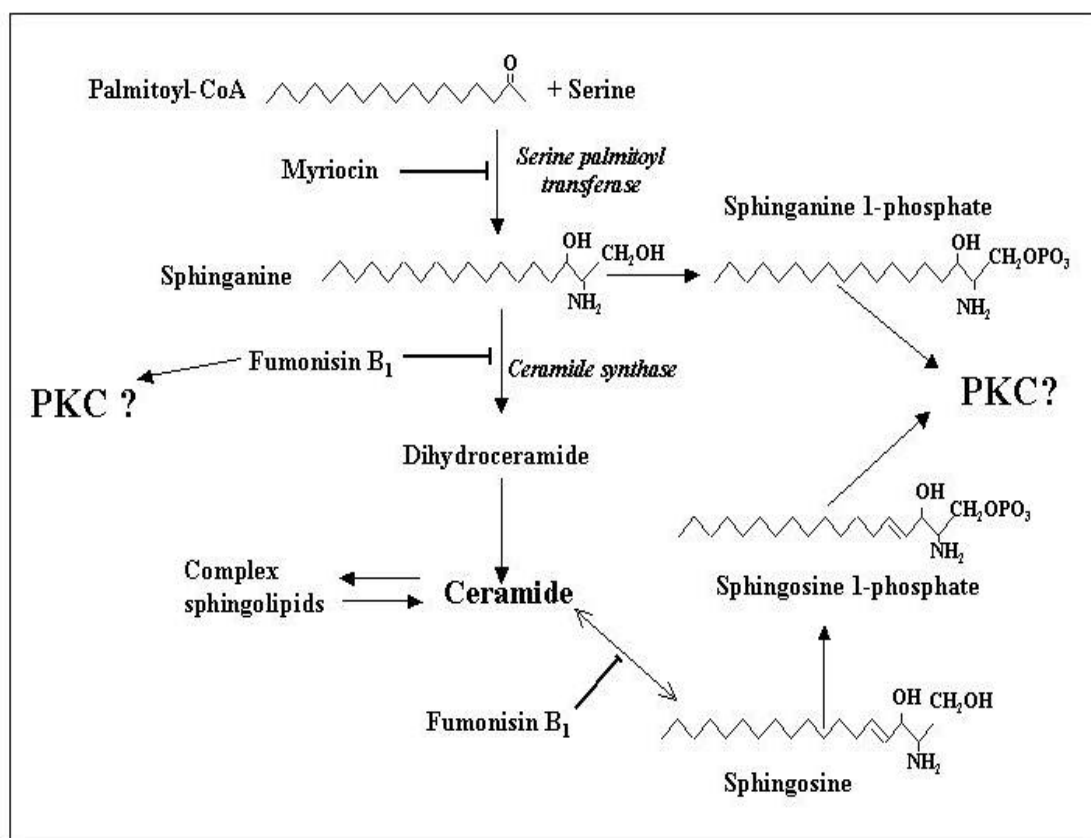 O
Palmitoyl-CoA + Serine
Myriocin
Serine palmitoyl
transferase
Sphinganine 1-phosphate
OH
CH₂OH
Sphinganine
NH₂
OH
CH₂OPO₃
NH₂
Fumonisin B₁
Ceramide synthase
PKC ?
PKC?
Dihydroceramide
OH
CH₂OPO₃
NH₂
Complex
sphingolipids
Ceramide
Sphingosine 1-phosphate
Fumonisin B₁
OH CH₂OH
NH₂
Sphingosine